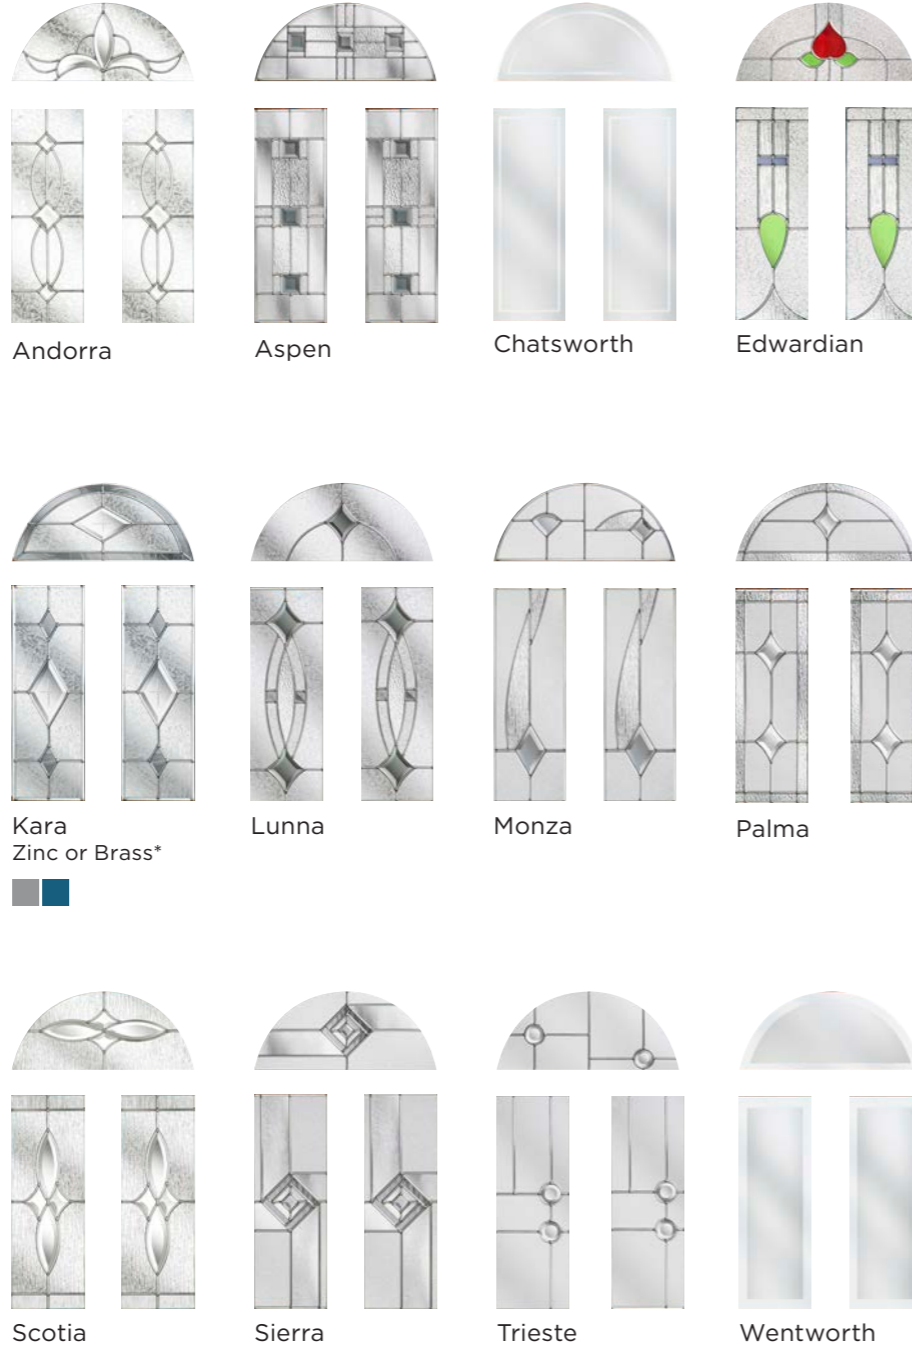 Andorra
Aspen
Chatsworth
Edwardian
Kara
Zinc or Brass*
Lunna
Monza
Palma
Scotia
Sierra
Trieste
Wentworth